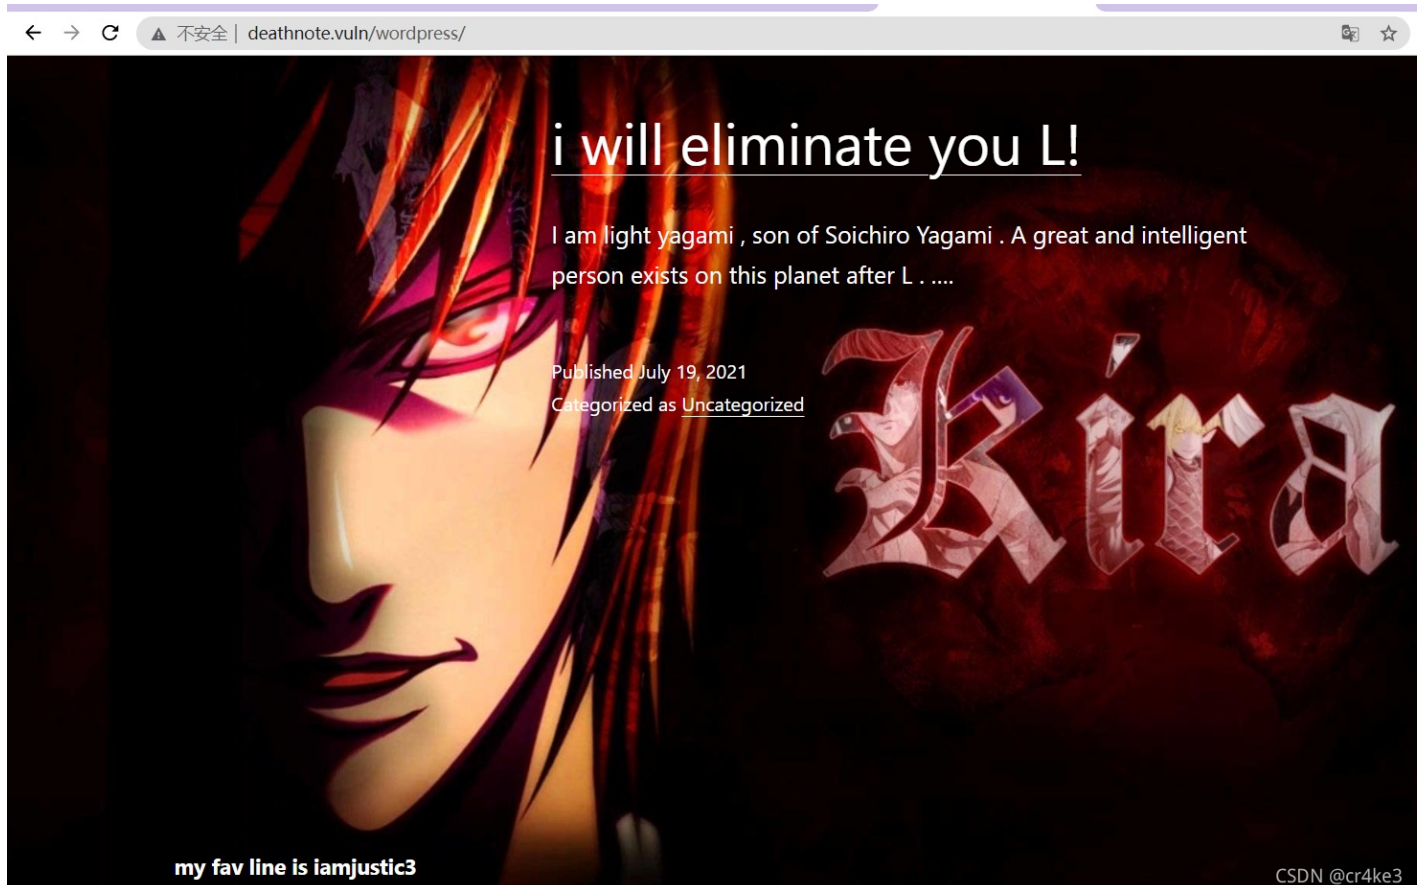 不安全 | deathnote.vuln/wordpress/
i will eliminate you L!
I am light yagami , son of Soichiro Yagami . A great and intelligent
person exists on this planet after L . ....
Kira
Published July 19, 2021
Categorized as Uncategorized
my fav line is iamjustic3
CSDN @cr4ke3